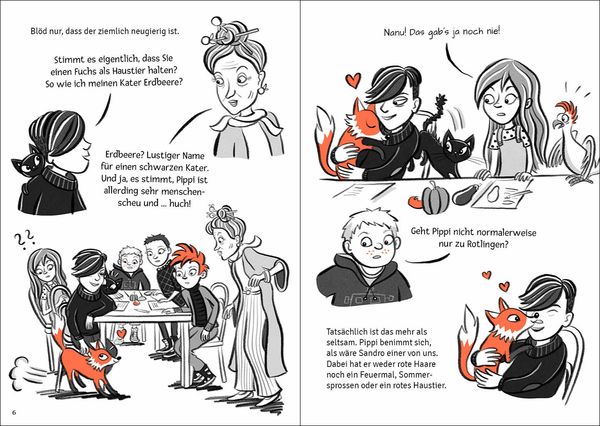 Blöd nur, dass der ziemlich neugierig ist.
Stimmt es eigentlich, dass Sie
einen Fuchs als Haustier halten?
So wie ich meinen Kater Erdbeere?
Erdbeere? Lustiger Name
für einen schwarzen Kater.
Und ja, es stimmt, Pippi ist
allerding sehr menschen-
scheu und ... huch!
??
6
Nanu! Das gab's ja noch nie!
Geht Pippi nicht normalerweise
nur zu Rotlingen?
Tatsächlich ist das mehr als
seltsam. Pippi benimmt sich,
als wäre Sandro einer von uns.
Dabei hat er weder rote Haare
noch ein Feuermal, Sommer-
sprossen oder ein rotes Haustier.